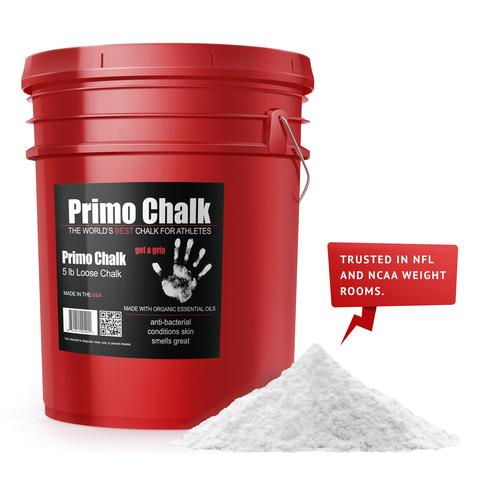 Primo Chalk
THE WORLD'S BEST CHALK FOR ATHLETES
get a grip
Primo Chalk
5 lb Loose Chalk
MADE IN THE USA
MADE WITH ORGANIC ESSENTIAL OILS
anti-bacterial
conditions skin
smells great
TRUSTED IN NFL
AND NCAA WEIGHT
ROOMS.